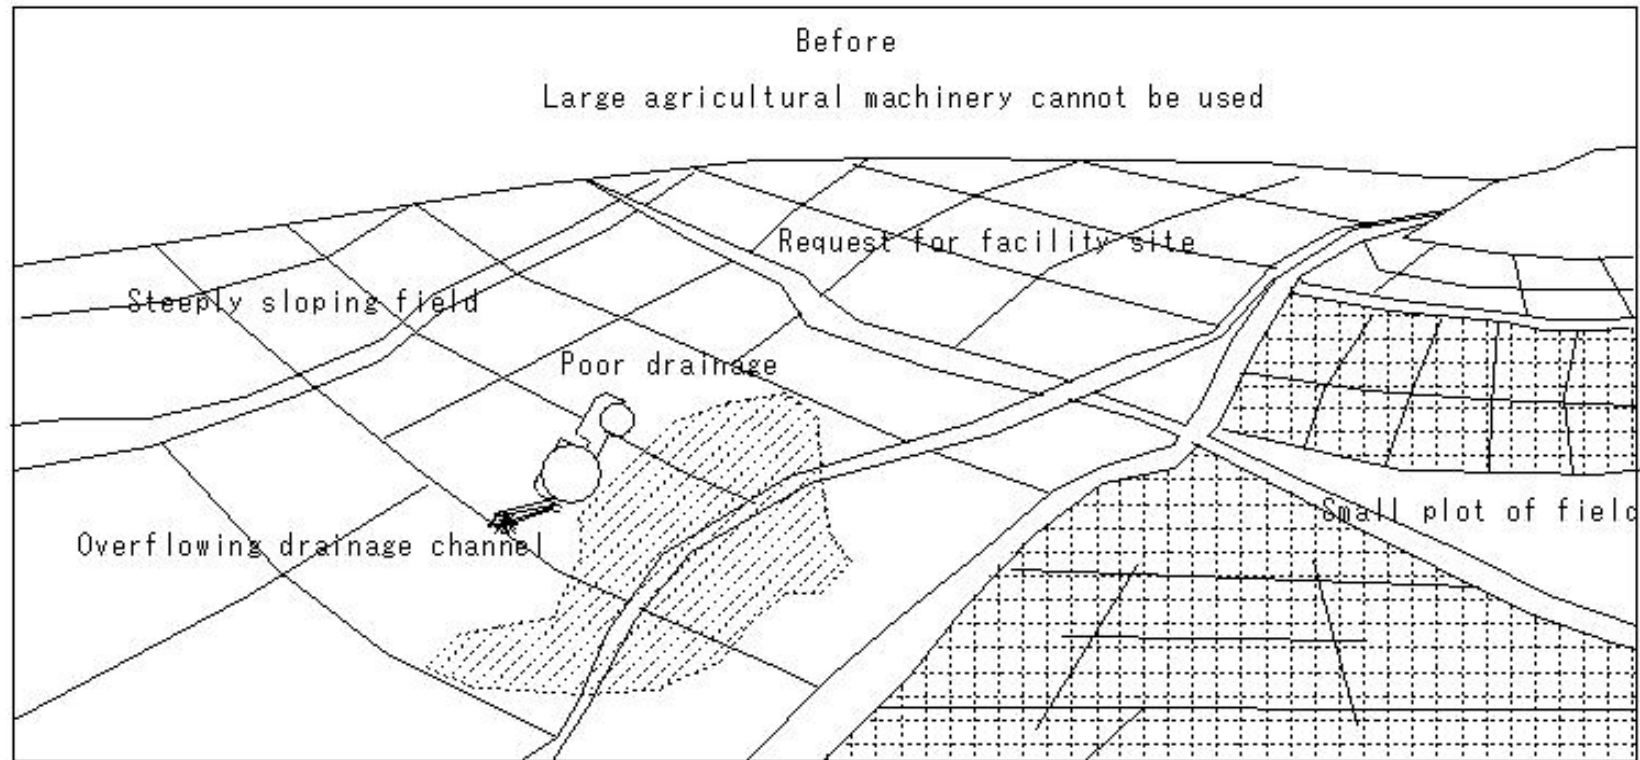 Before
Large agricultural machinery cannot be used
Request for facility site
Steeply sloping field
Poor drainage
Small plot of field
Overflowing drainage channel